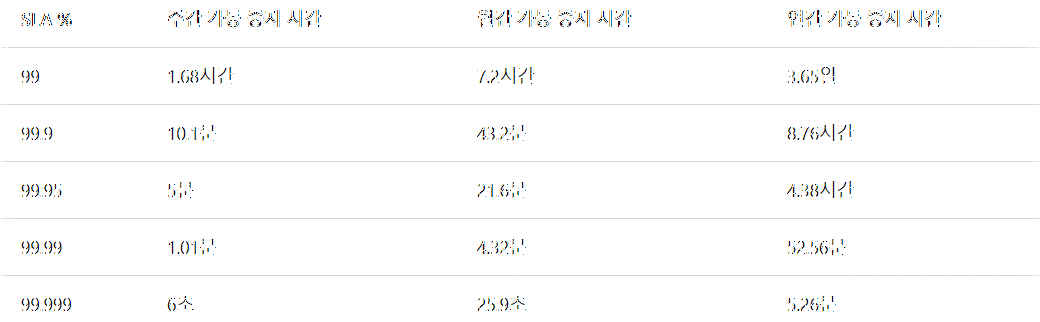 SLA % 주간 가동 중지 시간 월간 가동 중지 시간 연간 가동 중지 시간
99 1.68시간 7.2시간 3.65일
99.9 10.1분 43.2분 8.76시간
99.95 5분 21.6분 4.38시간
99.99 1.01분 4.32분 52.56분
99.999 6초 25.9초 5.26분